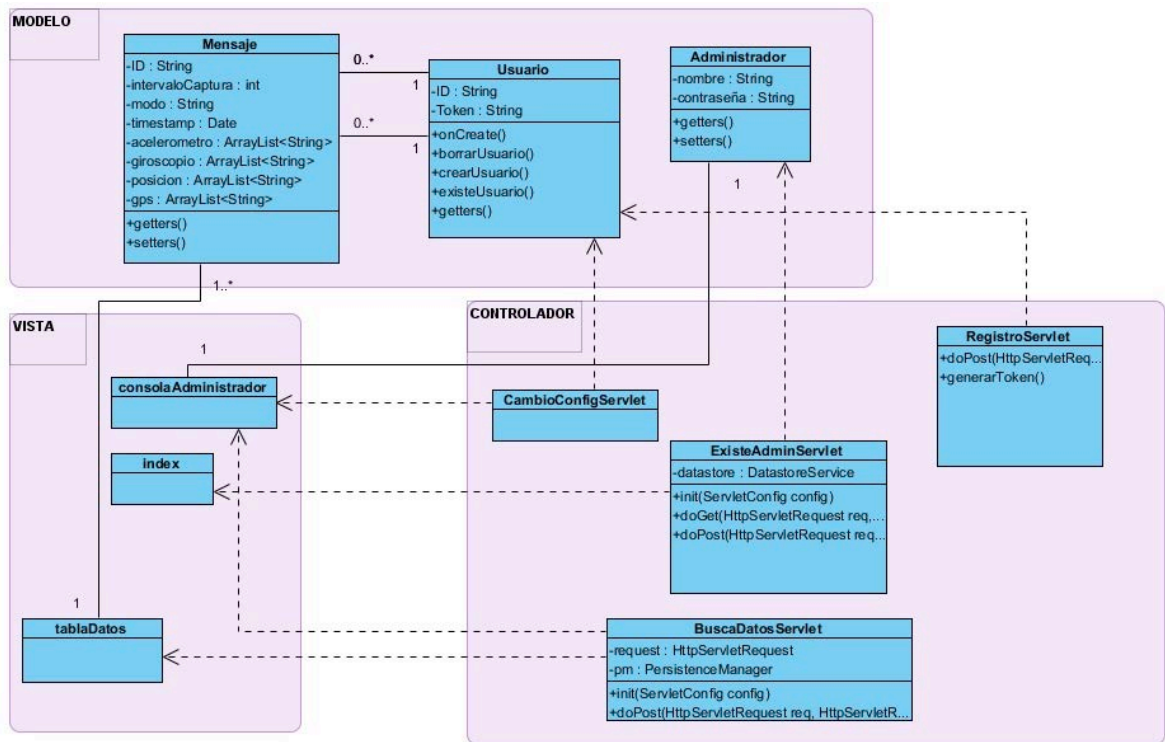 MODELO
Mensaje
-ID : String
-intervaloCaptura : int
-modo : String
-timestamp : Date
-acelerometro : ArrayList<String>
-giroscopio : ArrayList<String>
-posicion : ArrayList<String>
-gps : ArrayList<String>
+getters()
+setters()
0..*
1
0..*
1
Usuario
-ID : String
-Token : String
+onCreate()
+borrarUsuario()
+crearUsuario()
+existeUsuario()
+getters()
Administrador
-nombre : String
-contraseña : String
+getters()
+setters()
1
1..*
VISTA
1
consolaAdministrador
index
1
tablaDatos
CONTROLADOR
CambioConfigServlet
RegistroServlet
+doPost(HttpServletReq...
+generarToken()
ExisteAdminServlet
-datastore : DatastoreService
+init(ServletConfig config)
+doGet(HttpServletRequest req,...
+doPost(HttpServletRequest req...
BuscaDatosServlet
-request : HttpServletRequest
-pm : PersistenceManager
+init(ServletConfig config)
+doPost(HttpServletRequest req, HttpServletR...